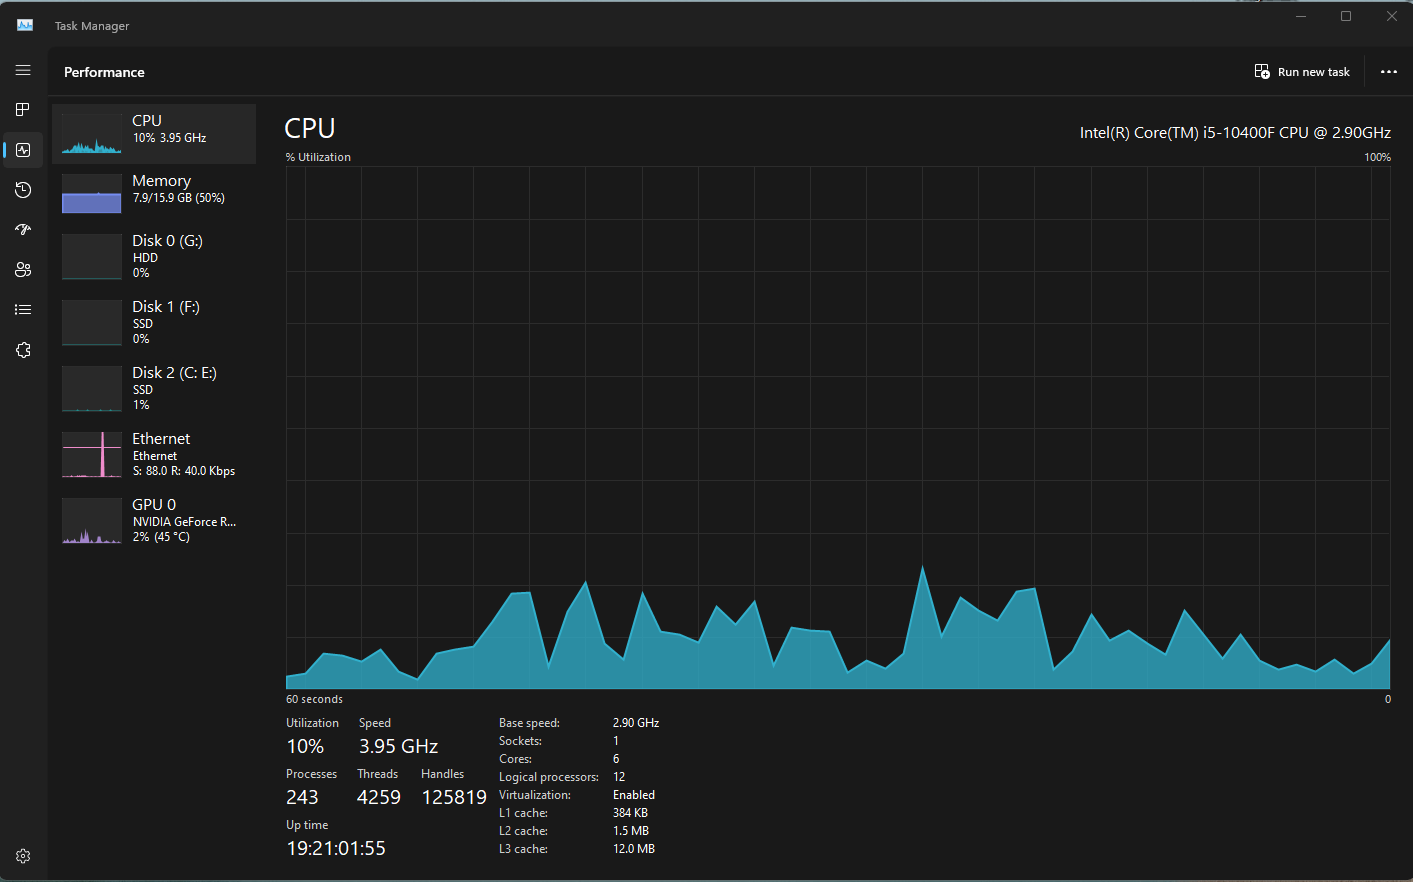 Task Manager
Performance
Run new task
CPU
10% 3.95 GHz
Memory
7.9/15.9 GB (50%)
Disk 0 (G:)
HDD
0%
Disk 1 (F:)
SSD
0%
Disk 2 (C: E:)
SSD
1%
Ethernet
Ethernet
S: 88.0 R: 40.0 Kbps
GPU 0
NVIDIA GeForce R...
2% (45 °C)
CPU
Intel(R) Core(TM) i5-10400F CPU @ 2.90GHz
% Utilization
100%
60 seconds
0
Utilization
Speed
10%
3.95 GHz
Processes
Threads
Handles
243
4259
125819
Up time
19:21:01:55
Base speed: 2.90 GHz
Sockets: 1
Cores: 6
Logical processors: 12
Virtualization: Enabled
L1 cache: 384 KB
L2 cache: 1.5 MB
L3 cache: 12.0 MB